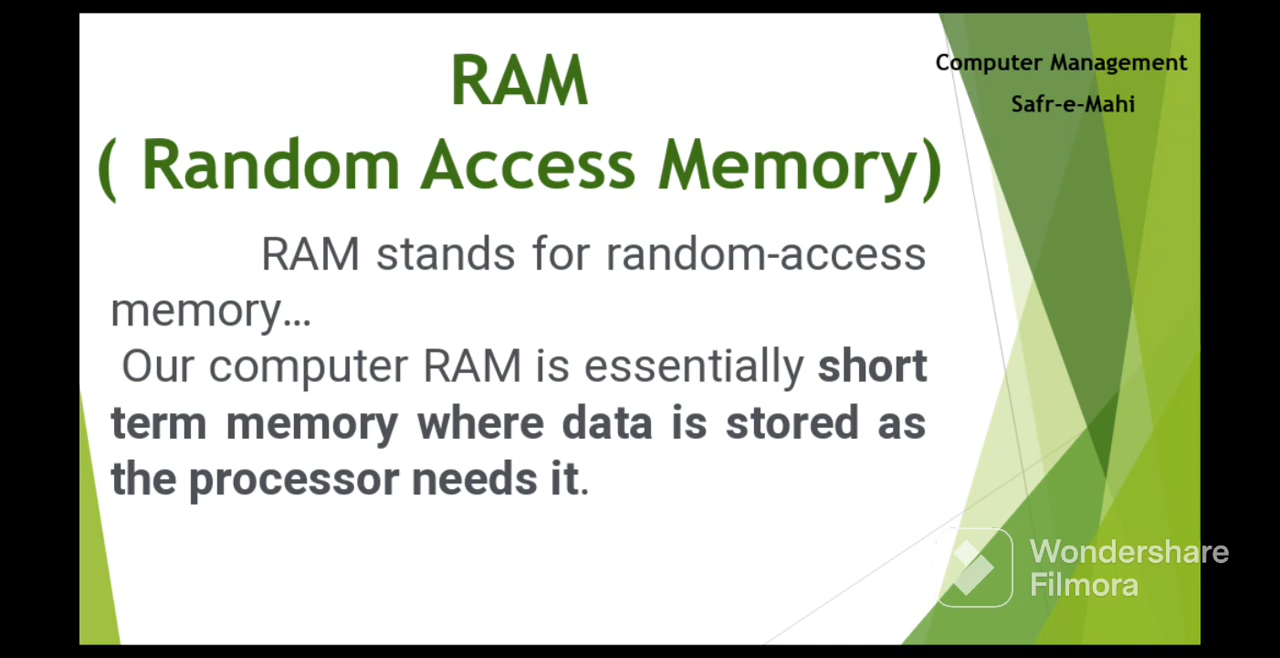 RAM
( Random Access Memory)
Computer Management
Safr-e-Mahi
RAM stands for random-access
memory...
Our computer RAM is essentially short
term memory where data is stored as
the processor needs it.
Wondershare
Filmora